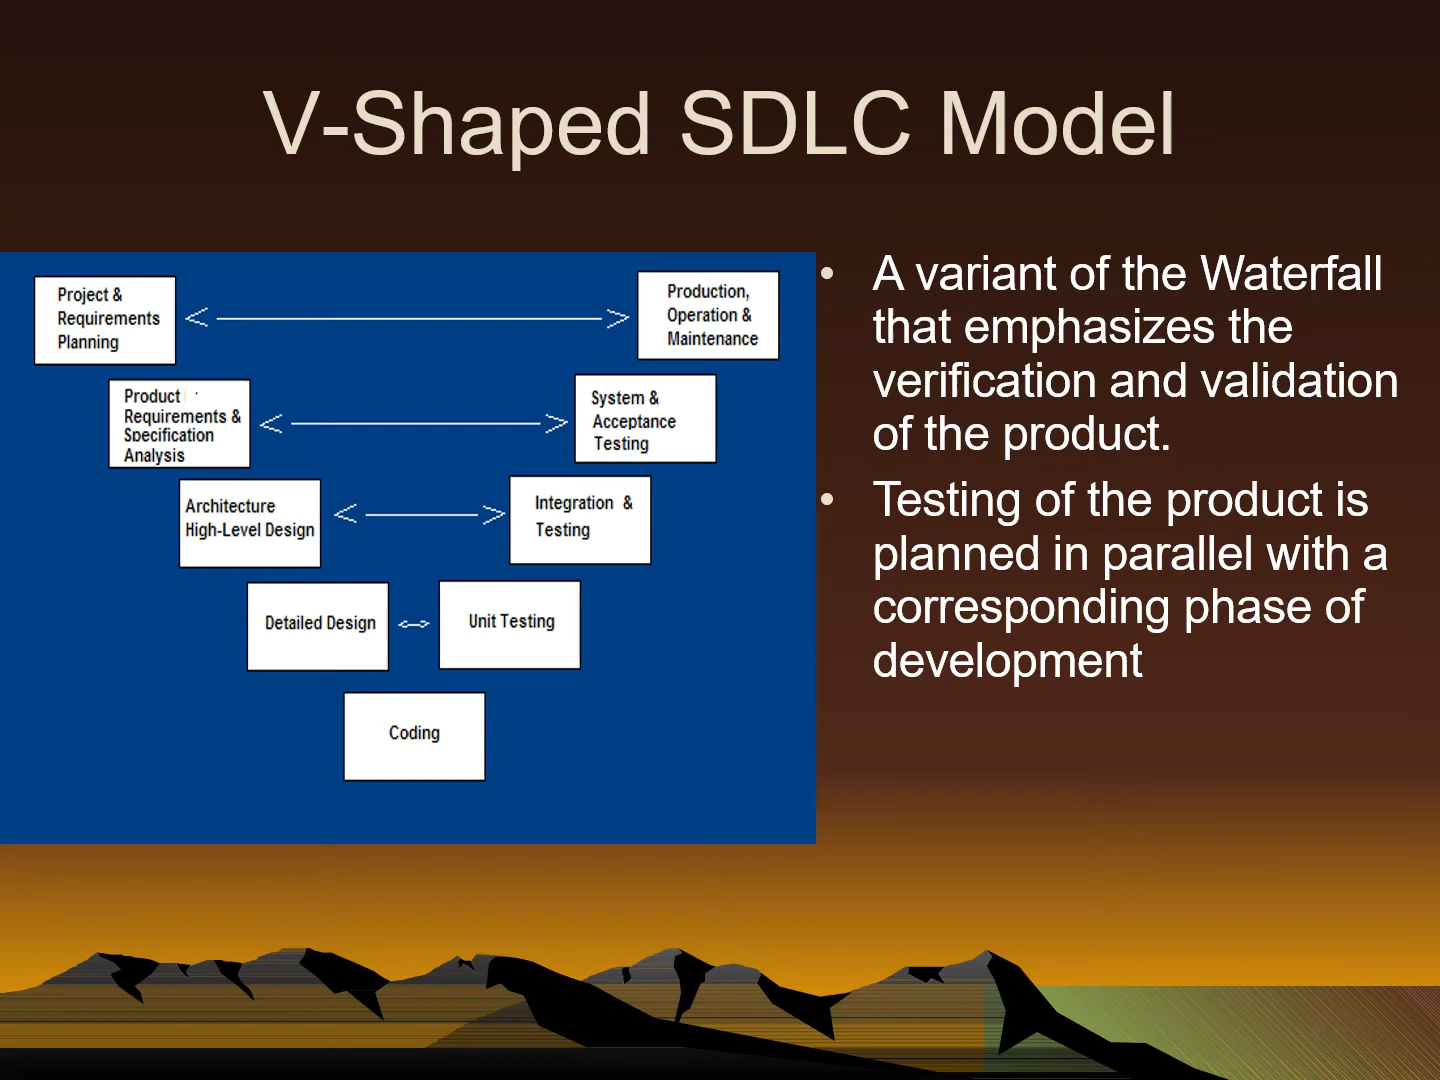 V-Shaped SDLC Model
Project &
Requirements
Planning
Production,
Operation &
Maintenance
Product
Requirements &
Specification
Analysis
System &
Acceptance
Testing
Architecture
High-Level Design
Integration &
Testing
Detailed Design
Unit Testing
Coding
• A variant of the Waterfall
that emphasizes the
verification and validation
of the product.
• Testing of the product is
planned in parallel with a
corresponding phase of
development